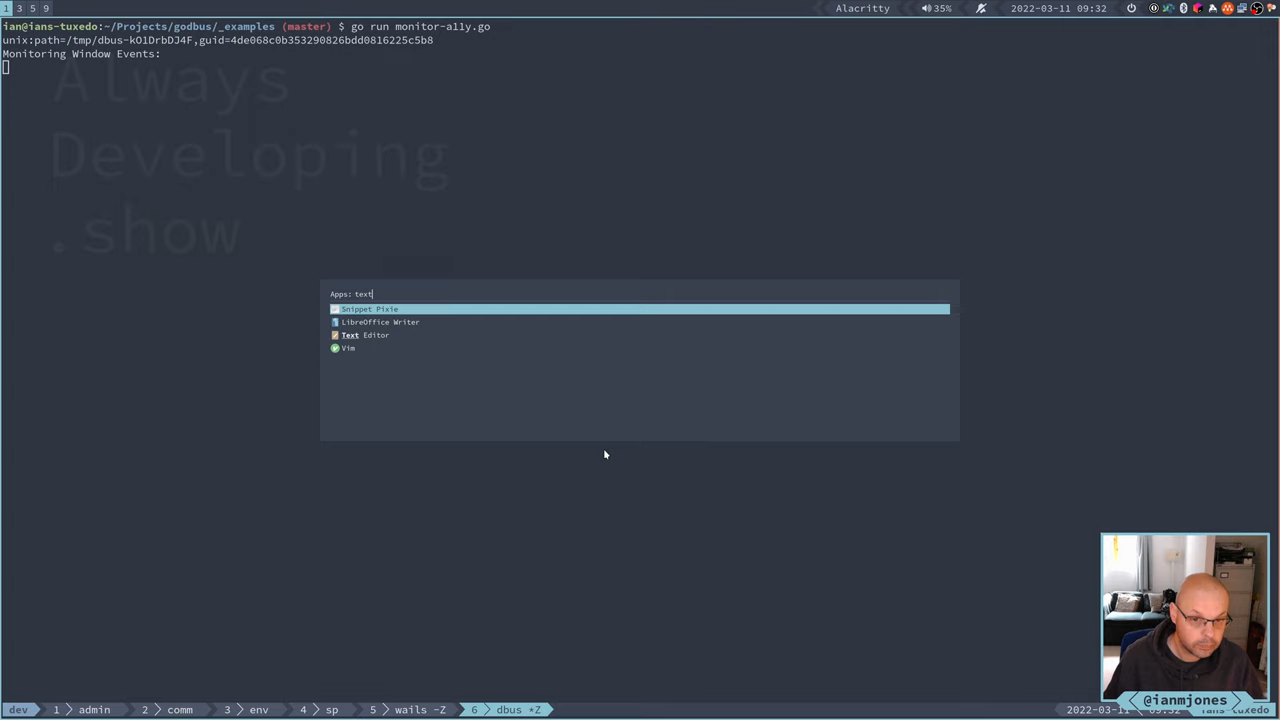 1 3 5 9
Alacritty
35%
2022-03-11 09:32
ian@ians-tuxedo:~/Projects/godbus/_examples (master) $ go run monitor-ally.go
unix:path=/tmp/dbus-kO1DrbDJ4F,guid=4de068c0b353290826bdd0816225c5b8
Monitoring Window Events:
Always
Developing
.show
Apps: text
Snippet Pixie
LibreOffice Writer
Text Editor
Vim
@ianmjones
dev 1 admin 2 comm 3 env 4 sp 5 wails -Z 6 dbus *Z 2022-03-11